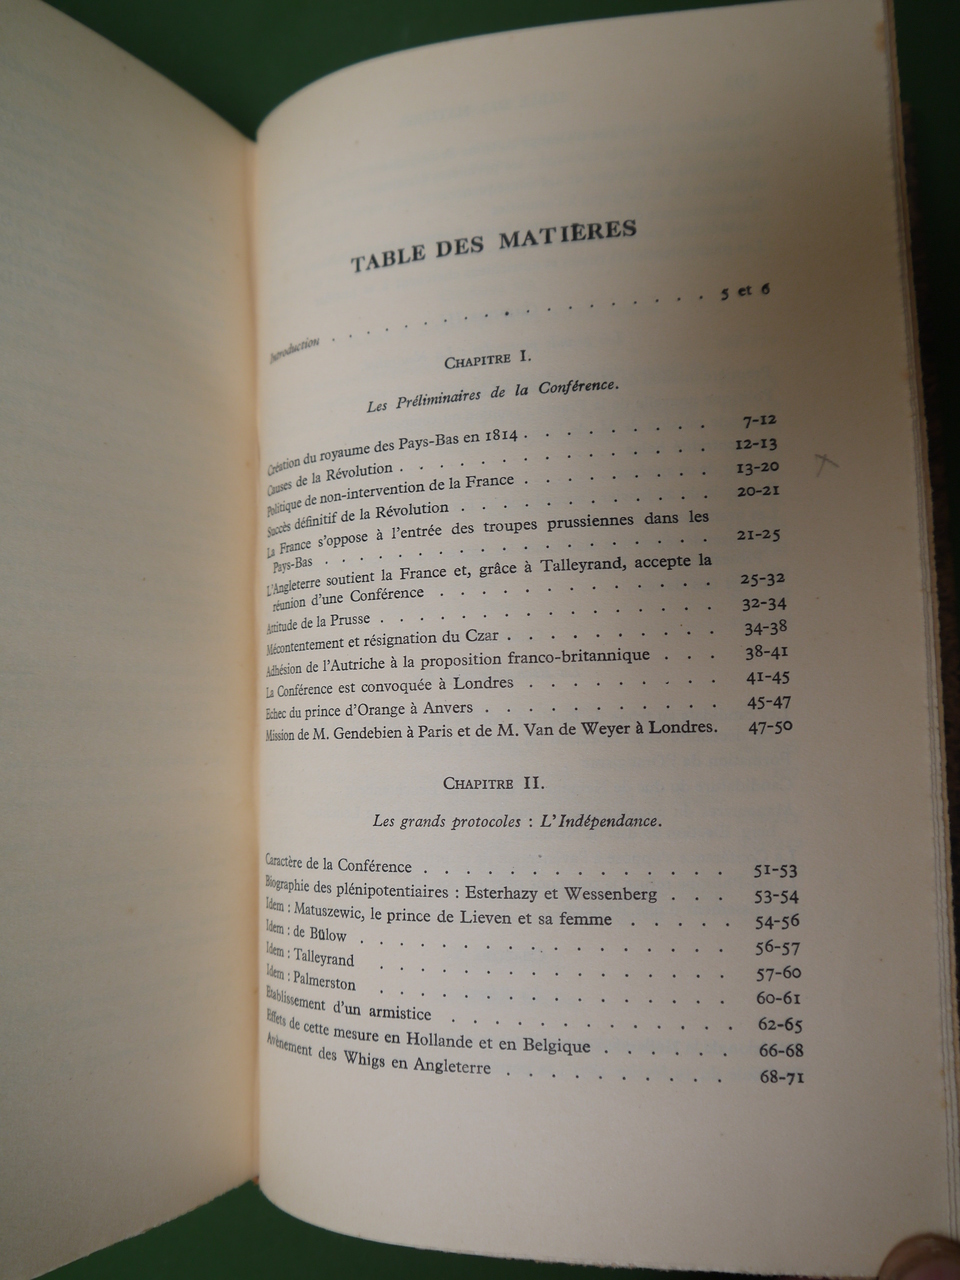 TABLE DES MATIÈRES
Introduction . . . . . . . . . . . . . . . . . . 5 et 6
CHAPITRE I.
Les Préliminaires de la Conférence.
Création du royaume des Pays-Bas en 1814 . . . . . . . . 7-12
Causes de la Révolution . . . . . . . . . . . . . 12-13
Politique de non-intervention de la France . . . . . . . . 13-20
Succès définitif de la Révolution . . . . . . . . . . . 20-21
La France s'oppose à l'entrée des troupes prussiennes dans les
Pays-Bas . . . . . . . . . . . . . . . . . 21-25
L'Angleterre soutient la France et, grâce à Talleyrand, accepte la
réunion d'une Conférence . . . . . . . . . . . . 25-32
Attitude de la Prusse . . . . . . . . . . . . . . . 32-34
Mécontentement et résignation du Czar . . . . . . . . . 34-38
Adhésion de l'Autriche à la proposition franco-britannique . . . 38-41
La Conférence est convoquée à Londres . . . . . . . . . 41-45
Echec du prince d'Orange à Anvers . . . . . . . . . . . 45-47
Mission de M. Gendebien à Paris et de M. Van de Weyer à Londres. 47-50
CHAPITRE II.
Les grands protocoles : L'Indépendance.
Caractère de la Conférence . . . . . . . . . . . . . 51-53
Biographie des plénipotentiaires : Esterhazy et Wessenberg . . . 53-54
Idem : Matuszewic, le prince de Lieven et sa femme . . . . . 54-56
Idem : de Bülow . . . . . . . . . . . . . . . . 56-57
Idem : Talleyrand . . . . . . . . . . . . . . . 57-60
Idem : Palmerston . . . . . . . . . . . . . . . 60-61
Etablissement d'un armistice . . . . . . . . . . . . 62-65
Effets de cette mesure en Hollande et en Belgique . . . . . . 66-68
Avènement des Whigs en Angleterre . . . . . . . . . . 68-71